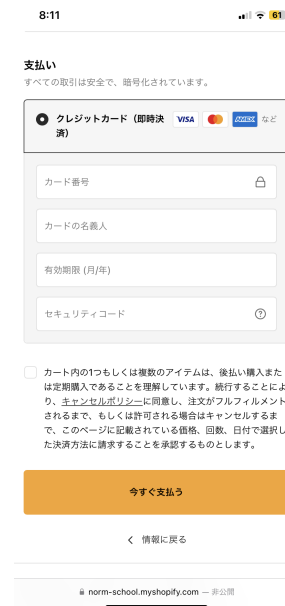 8:11
61
支払い
すべての取引は安全で、暗号化されています。
クレジットカード（即時決
済）
VISA
AMEX
など
カード番号
カードの名義人
有効期限 (月/年)
セキュリティコード
カート内の1つもしくは複数のアイテムは、後払い購入また
は定期購入であることを理解しています。続行することによ
り、キャンセルポリシーに同意し、注文がフルフィルメント
されるまで、もしくは許可される場合はキャンセルするま
で、このページに記載されている価格、回数、日付で選択し
た決済方法に請求することを承認するものとします。
今すぐ支払う
情報に戻る
norm-school.myshopify.com — 非公開